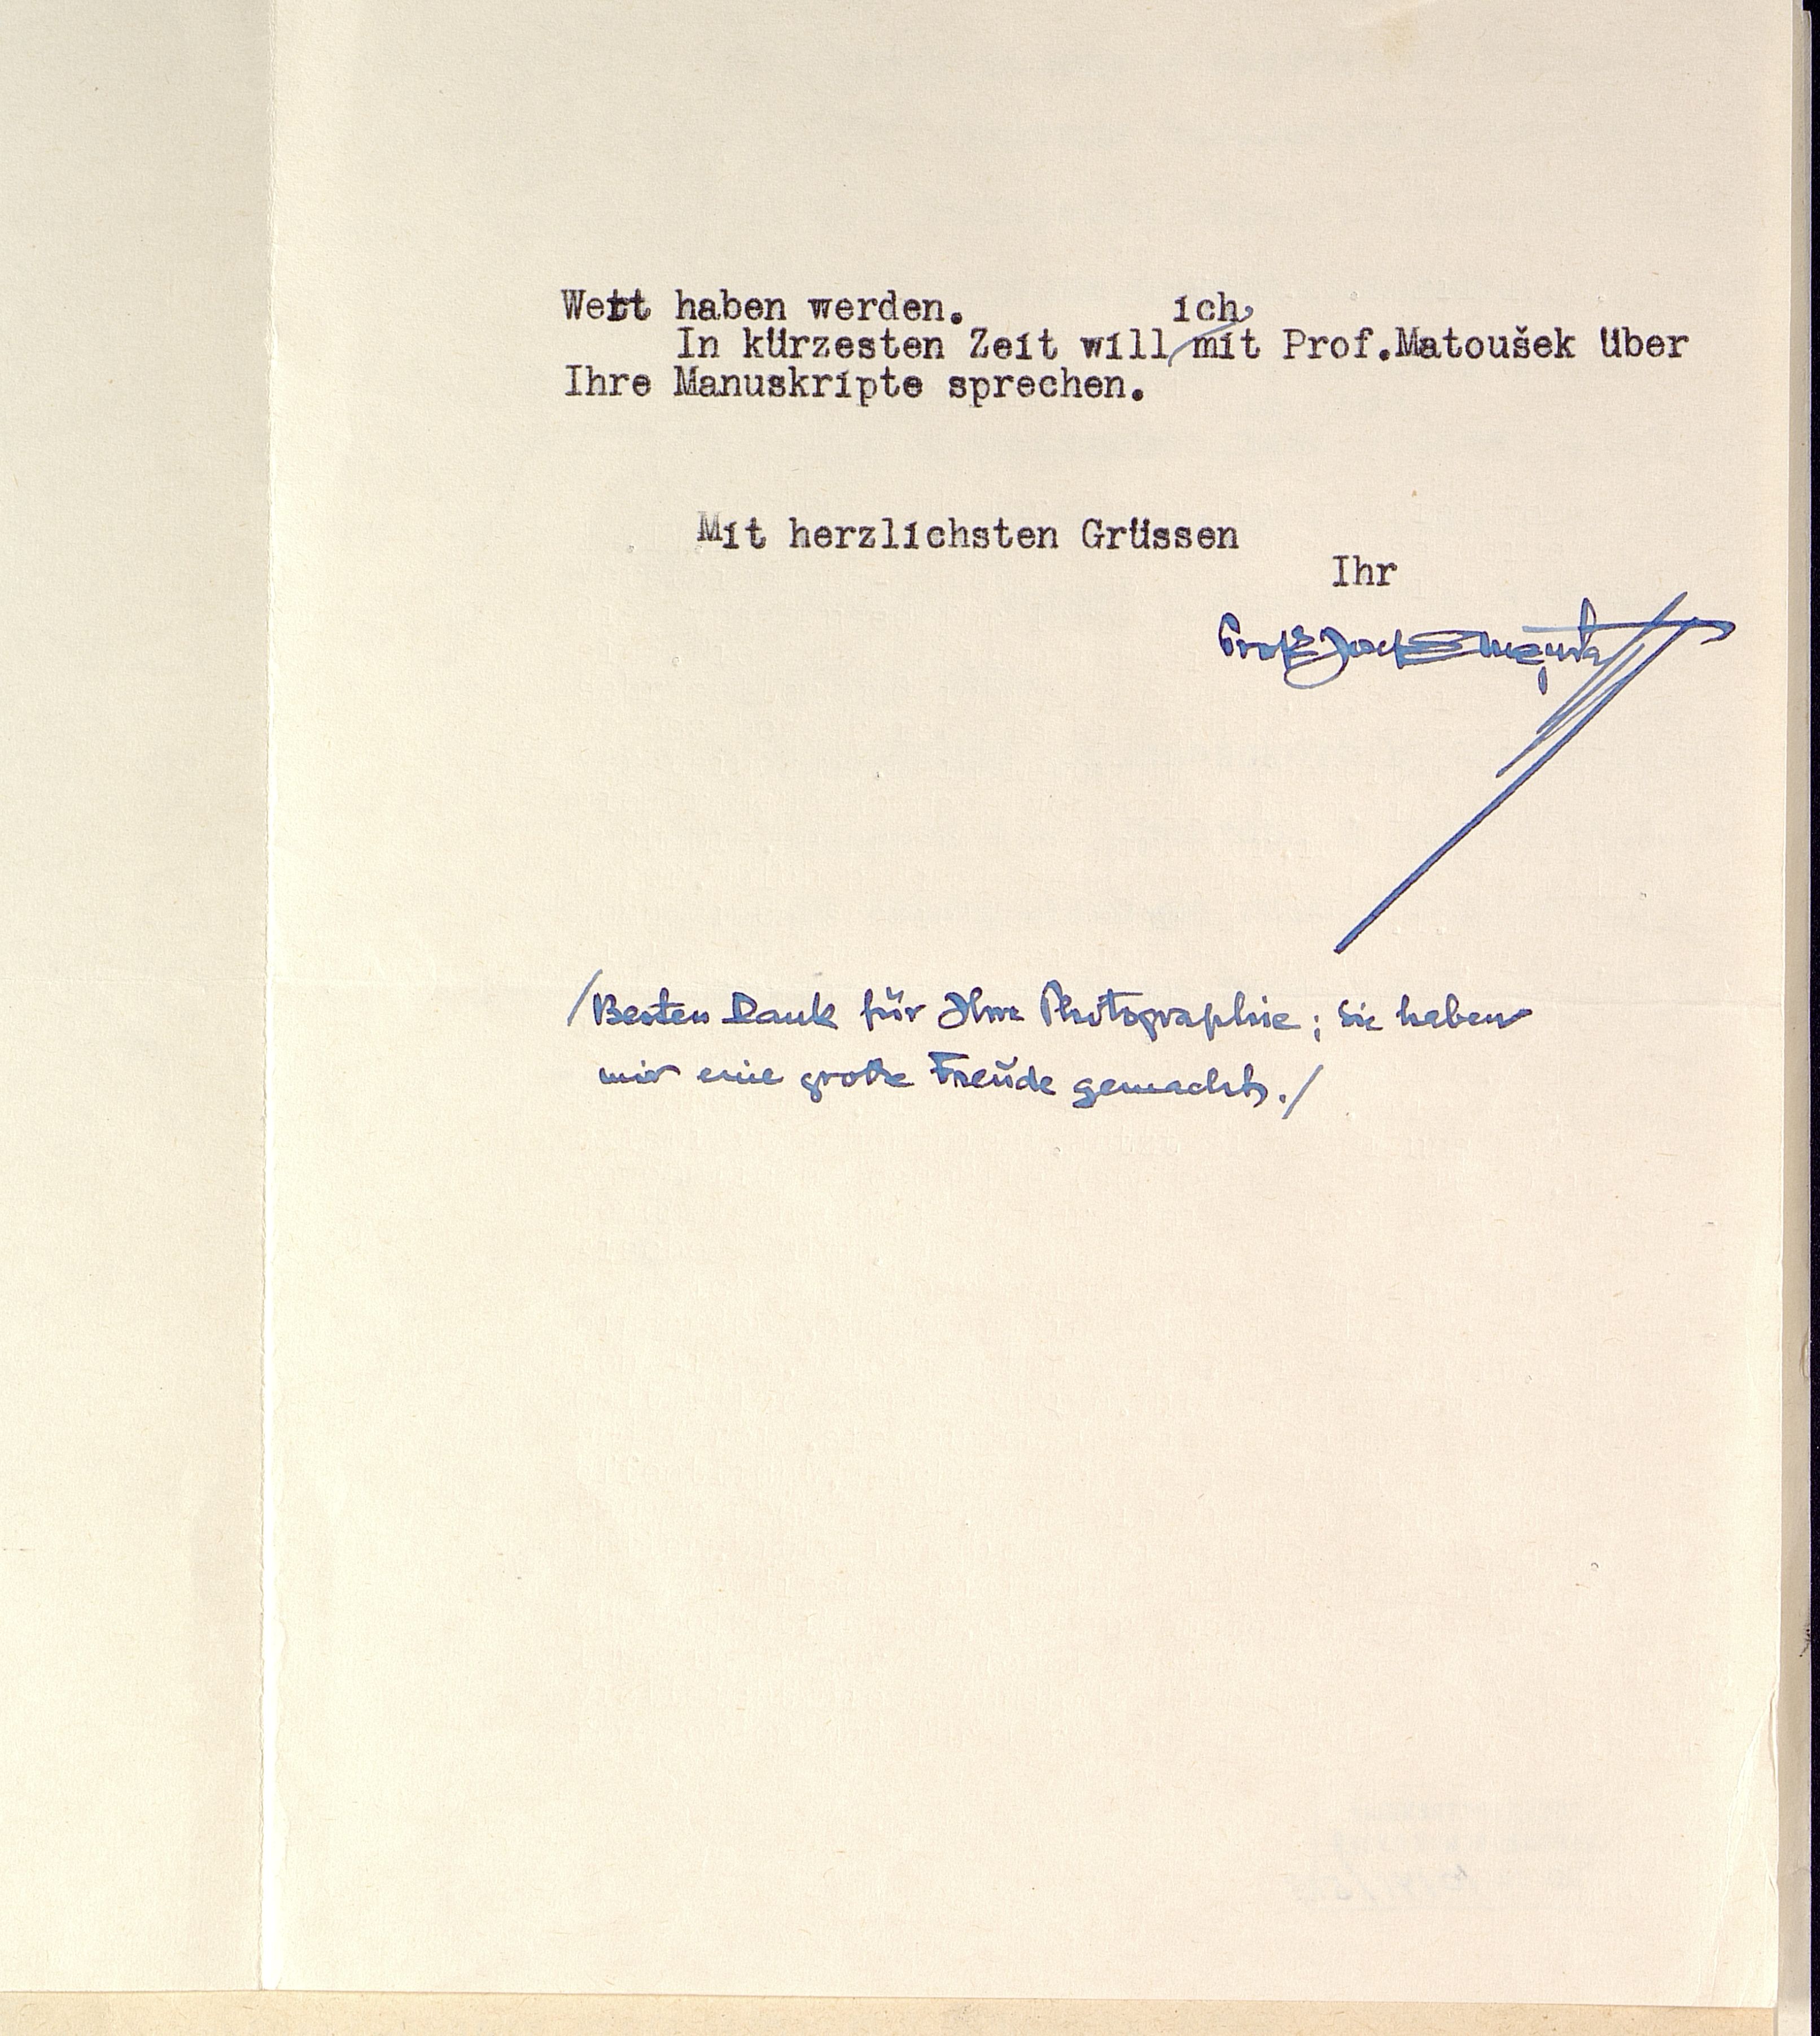 Wert haben werden.
ich
In kürzesten Zeit will mit Prof.Matoušek über
Ihre Manuskripte sprechen.
Mit herzlichsten Grüssen
Ihr
Prof.
/Besten Dank für Ihre Photographie; Sie haben
mir eine große Freude gemacht./